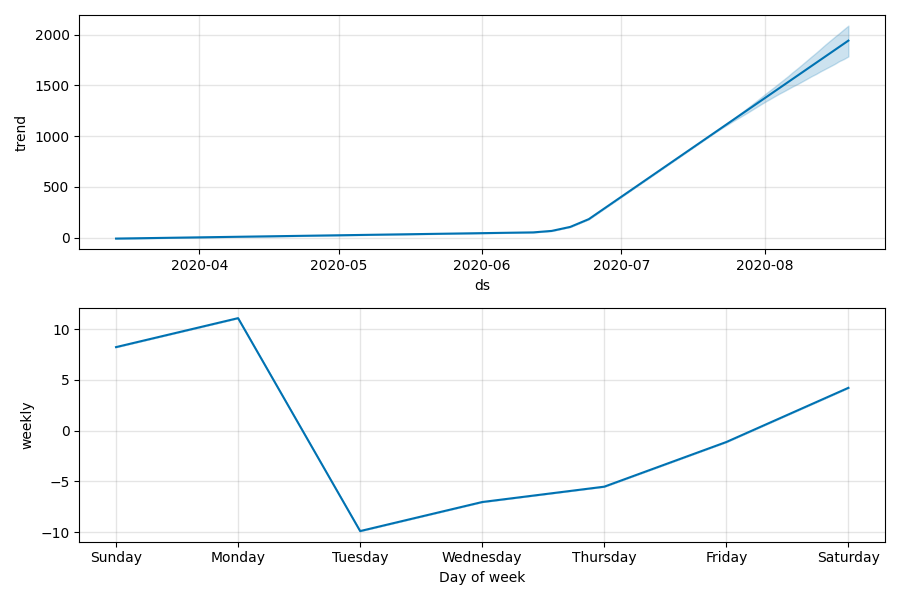 2000
1500
1000
500
0
trend
2020-04 2020-05 2020-06 2020-07 2020-08
ds
10
5
0
−5
−10
weekly
Sunday Monday Tuesday Wednesday Thursday Friday Saturday
Day of week